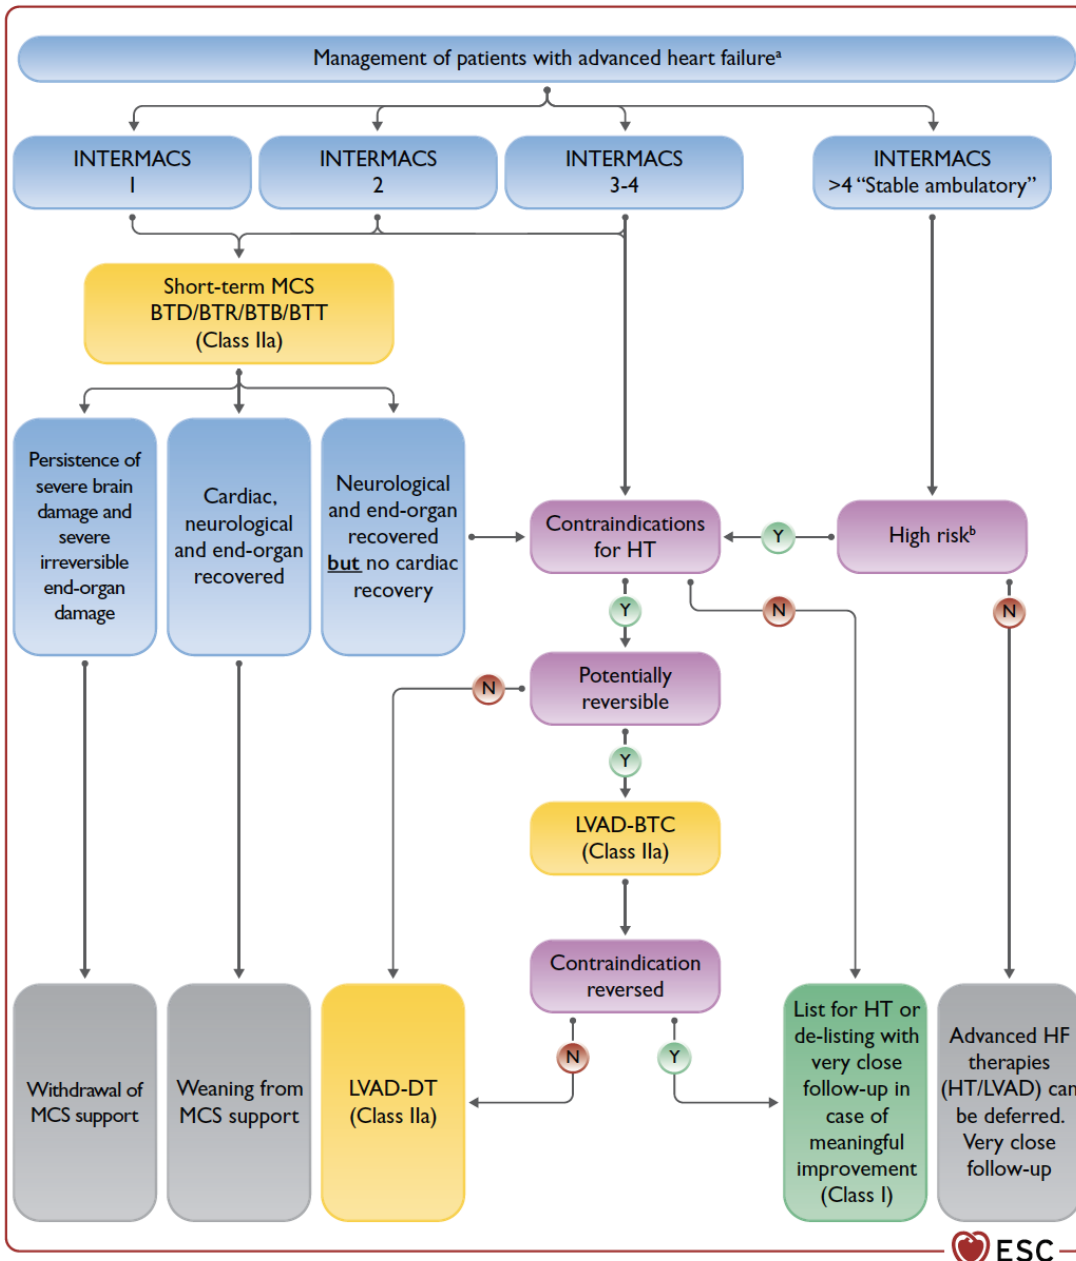 Management of patients with advanced heart failureᵃ
INTERMACS
1
INTERMACS
2
INTERMACS
3-4
INTERMACS
>4 “Stable ambulatory”
Short-term MCS
BTD/BTR/BTB/BTT
(Class IIa)
Persistence of
severe brain
damage and
severe
irreversible
end-organ
damage
Cardiac,
neurological
and end-organ
recovered
Neurological
and end-organ
recovered
but no cardiac
recovery
Contraindications
for HT
Y
High riskᵇ
Y
N
N
Potentially
reversible
N
Y
LVAD-BTC
(Class IIa)
Contraindication
reversed
N
Y
Withdrawal of
MCS support
Weaning from
MCS support
LVAD-DT
(Class IIa)
List for HT or
de-listing with
very close
follow-up in
case of
meaningful
improvement
(Class I)
Advanced HF
therapies
(HT/LVAD) can
be deferred.
Very close
follow-up
ESC